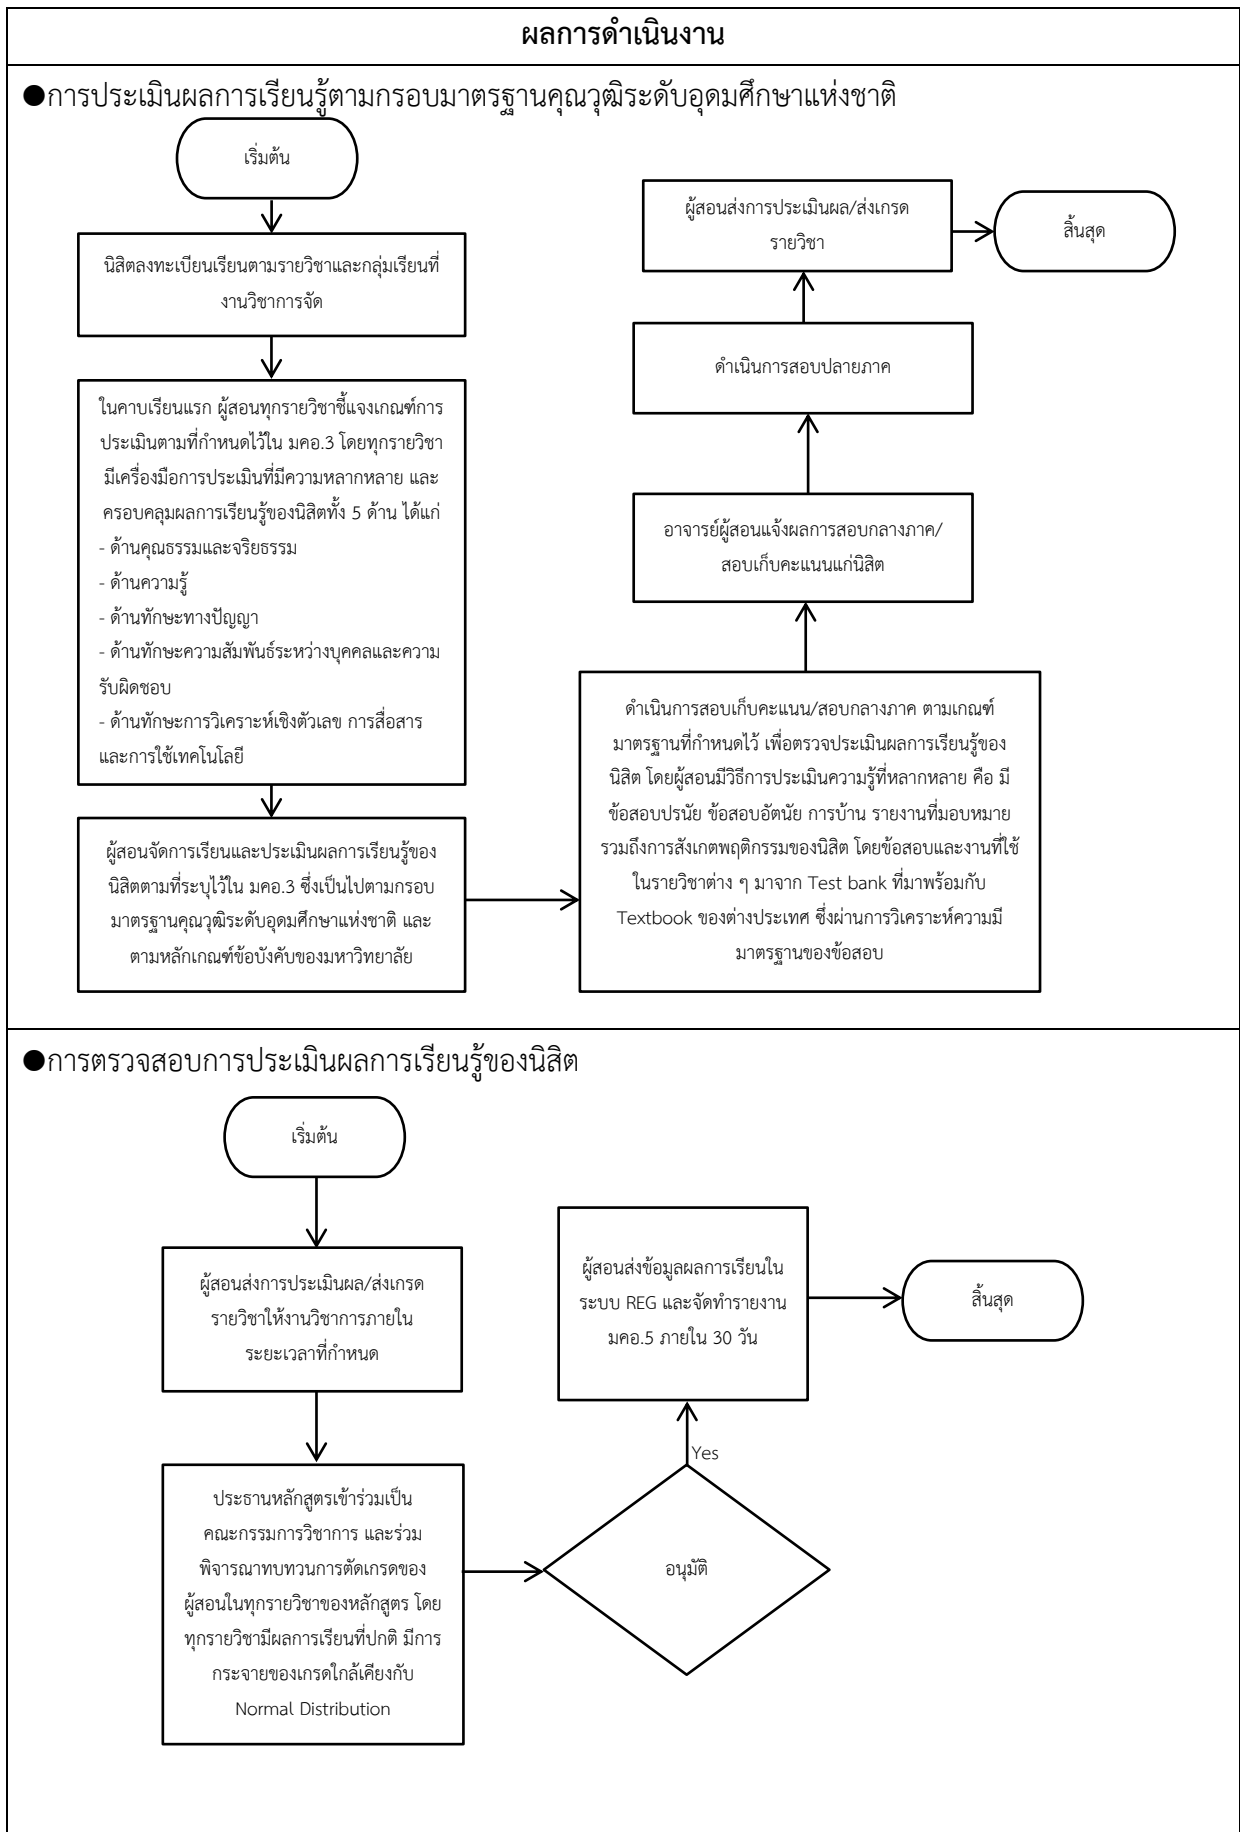 ผลการดำเนินงาน
●การประเมินผลการเรียนรู้ตามกรอบมาตรฐานคุณวุฒิระดับอุดมศึกษาแห่งชาติ
เริ่มต้น
นิสิตลงทะเบียนเรียนตามรายวิชาและกลุ่มเรียนที่
งานวิชาการจัด
ในคาบเรียนแรก ผู้สอนทุกรายวิชาชี้แจงเกณฑ์การ
ประเมินตามที่กำหนดไว้ใน มคอ.3 โดยทุกรายวิชา
มีเครื่องมือการประเมินที่มีความหลากหลาย และ
ครอบคลุมผลการเรียนรู้ของนิสิตทั้ง 5 ด้าน ได้แก่
- ด้านคุณธรรมและจริยธรรม
- ด้านความรู้
- ด้านทักษะทางปัญญา
- ด้านทักษะความสัมพันธ์ระหว่างบุคคลและความ
รับผิดชอบ
- ด้านทักษะการวิเคราะห์เชิงตัวเลข การสื่อสาร
และการใช้เทคโนโลยี
ผู้สอนจัดการเรียนและประเมินผลการเรียนรู้ของ
นิสิตตามที่ระบุไว้ใน มคอ.3 ซึ่งเป็นไปตามกรอบ
มาตรฐานคุณวุฒิระดับอุดมศึกษาแห่งชาติ และ
ตามหลักเกณฑ์ข้อบังคับของมหาวิทยาลัย
ดำเนินการสอบเก็บคะแนน/สอบกลางภาค ตามเกณฑ์
มาตรฐานที่กำหนดไว้ เพื่อตรวจประเมินผลการเรียนรู้ของ
นิสิต โดยผู้สอนมีวิธีการประเมินความรู้ที่หลากหลาย คือ มี
ข้อสอบปรนัย ข้อสอบอัตนัย การบ้าน รายงานที่มอบหมาย
รวมถึงการสังเกตพฤติกรรมของนิสิต โดยข้อสอบและงานที่ใช้
ในรายวิชาต่าง ๆ มาจาก Test bank ที่มาพร้อมกับ
Textbook ของต่างประเทศ ซึ่งผ่านการวิเคราะห์ความมี
มาตรฐานของข้อสอบ
อาจารย์ผู้สอนแจ้งผลการสอบกลางภาค/
สอบเก็บคะแนนแก่นิสิต
ดำเนินการสอบปลายภาค
ผู้สอนส่งการประเมินผล/ส่งเกรด
รายวิชา
สิ้นสุด
●การตรวจสอบการประเมินผลการเรียนรู้ของนิสิต
เริ่มต้น
ผู้สอนส่งการประเมินผล/ส่งเกรด
รายวิชาให้งานวิชาการภายใน
ระยะเวลาที่กำหนด
ประธานหลักสูตรเข้าร่วมเป็น
คณะกรรมการวิชาการ และร่วม
พิจารณาทบทวนการตัดเกรดของ
ผู้สอนในทุกรายวิชาของหลักสูตร โดย
ทุกรายวิชามีผลการเรียนที่ปกติ มีการ
กระจายของเกรดใกล้เคียงกับ
Normal Distribution
อนุมัติ
Yes
ผู้สอนส่งข้อมูลผลการเรียนใน
ระบบ REG และจัดทำรายงาน
มคอ.5 ภายใน 30 วัน
สิ้นสุด